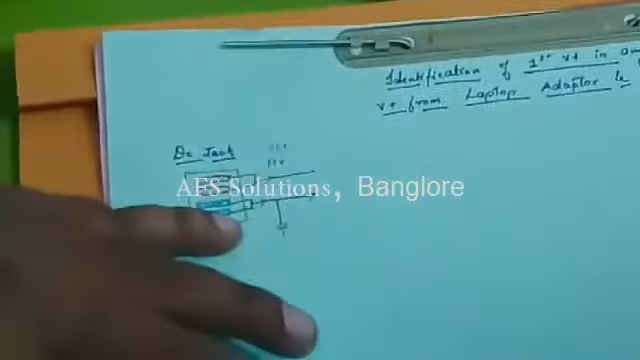 Identification of 1st V+ in
V+ from Laptop Adaptor
Dc Jack
AFS Solutions, Banglore